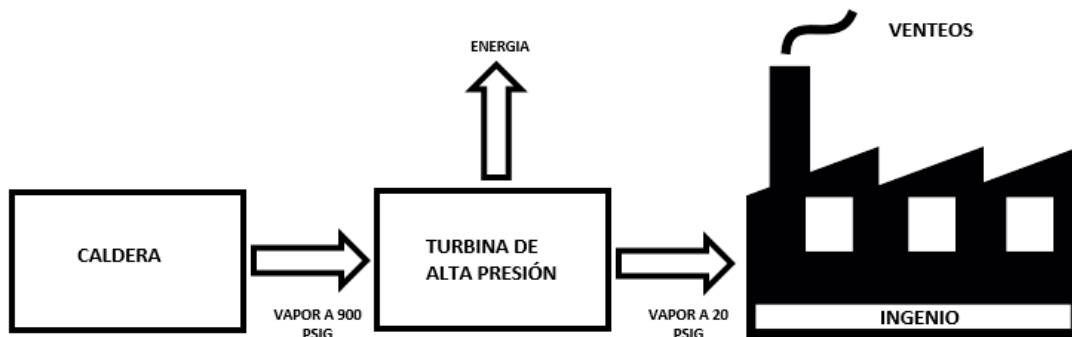 VENTEOS
ENERGIA
CALDERA
TURBINA DE
ALTA PRESIÓN
VAPOR A 900
PSIG
VAPOR A 20
PSIG
INGENIO